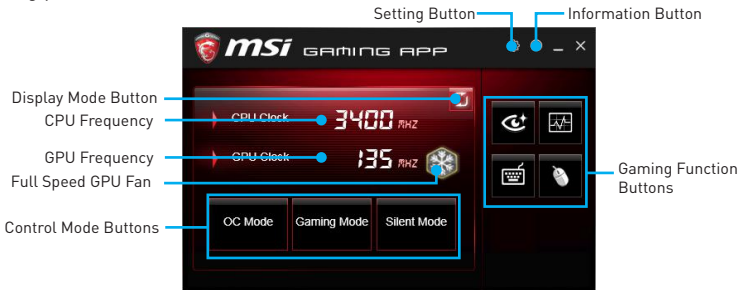 Setting Button
Information Button
msi GAMING APP
Display Mode Button
CPU Frequency
CPU Clock 3400 MHZ
GPU Frequency
GPU Clock 135 MHZ
Full Speed GPU Fan
Gaming Function
Buttons
Control Mode Buttons
OC Mode Gaming Mode Silent Mode